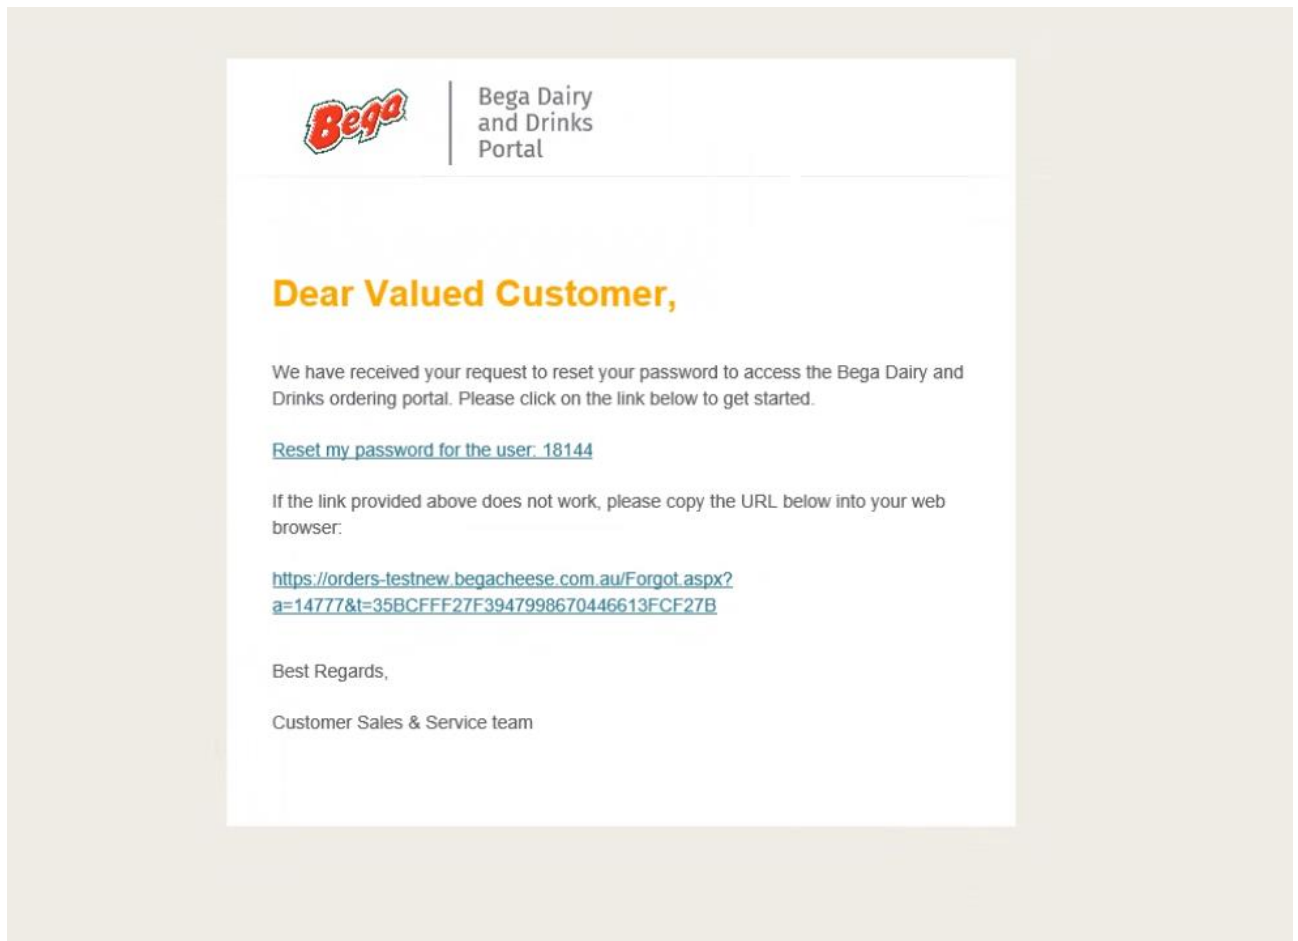 Bega
Bega Dairy
and Drinks
Portal
Dear Valued Customer,
We have received your request to reset your password to access the Bega Dairy and
Drinks ordering portal. Please click on the link below to get started.
Reset my password for the user: 18144
If the link provided above does not work, please copy the URL below into your web
browser:
https://orders-testnew.begacheese.com.au/Forgot.aspx?
a=14777&t=35BCFFF27F3947998670446613FCF27B
Best Regards,
Customer Sales & Service team